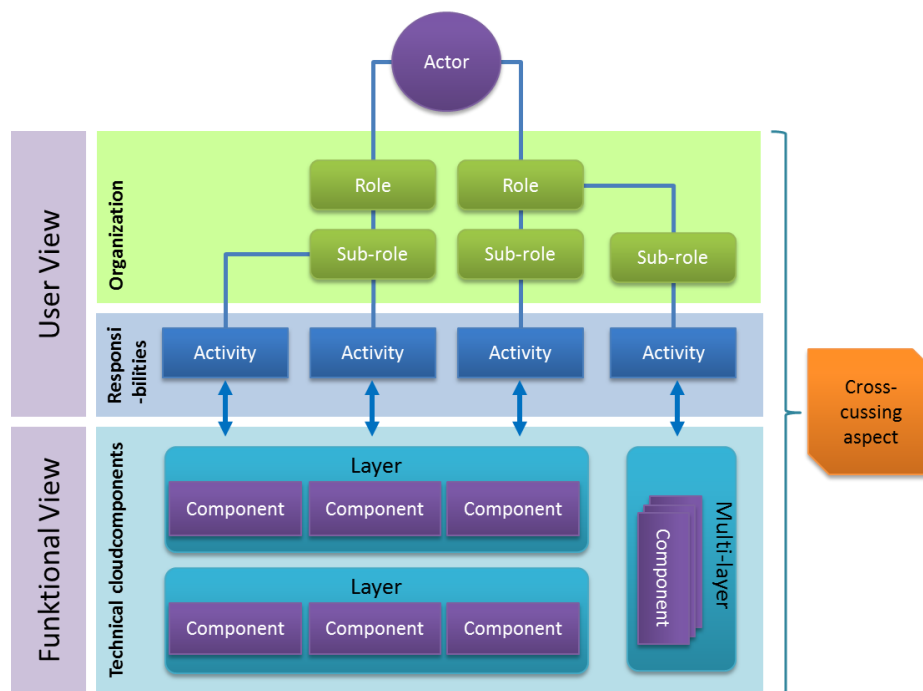 Actor
User View
Organization
Role
Role
Sub-role
Sub-role
Sub-role
Responsi
-bilities
Activity
Activity
Activity
Activity
Cross-
cussing
aspect
Funktional View
Technical cloudcomponents
Layer
Component
Component
Component
Layer
Component
Component
Component
Multi-layer
Component